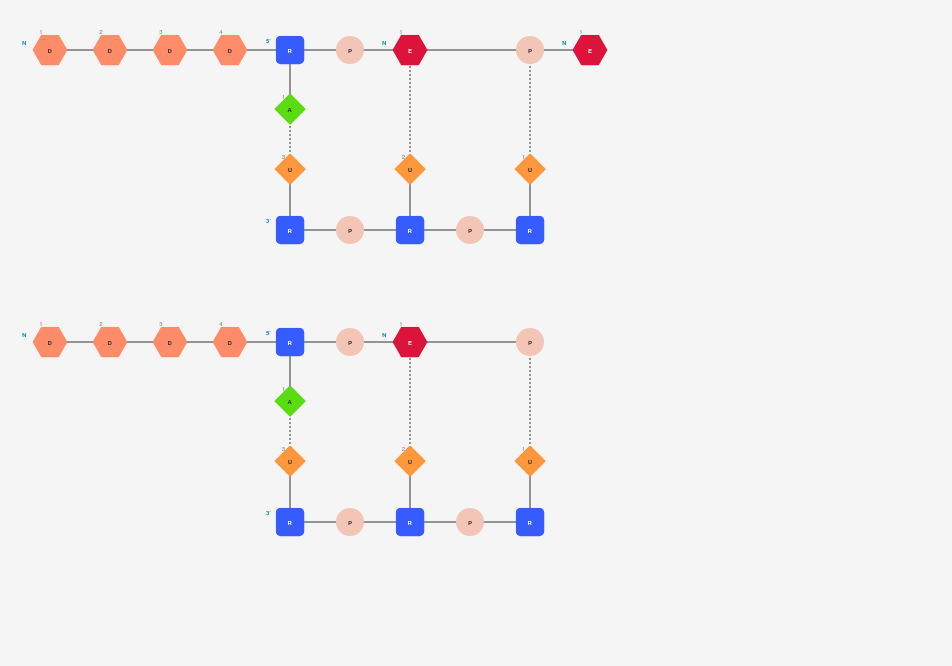 1 2 3 4 1 1
N D D D D 5' R P N E P N E
1
A
3 2 1
U U U
3' R P R P R
1 2 3 4 1
N D D D D 5' R P N E P
1
A
3 2 1
U U U
3' R P R P R